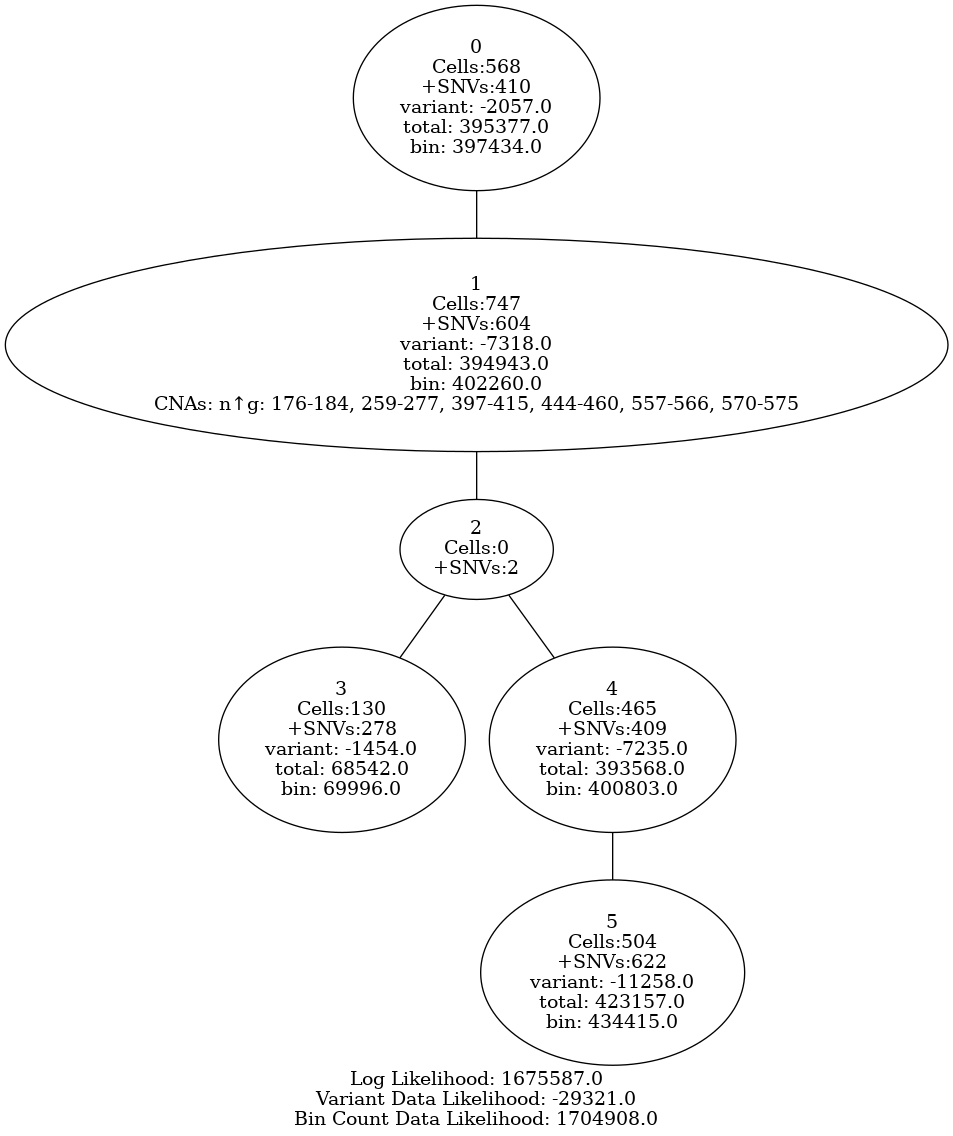 0
Cells:568
+SNVs:410
variant: -2057.0
total: 395377.0
bin: 397434.0
1
Cells:747
+SNVs:604
variant: -7318.0
total: 394943.0
bin: 402260.0
CNAs: n↑g: 176-184, 259-277, 397-415, 444-460, 557-566, 570-575
2
Cells:0
+SNVs:2
3
Cells:130
+SNVs:278
variant: -1454.0
total: 68542.0
bin: 69996.0
4
Cells:465
+SNVs:409
variant: -7235.0
total: 393568.0
bin: 400803.0
5
Cells:504
+SNVs:622
variant: -11258.0
total: 423157.0
bin: 434415.0
Log Likelihood: 1675587.0
Variant Data Likelihood: -29321.0
Bin Count Data Likelihood: 1704908.0